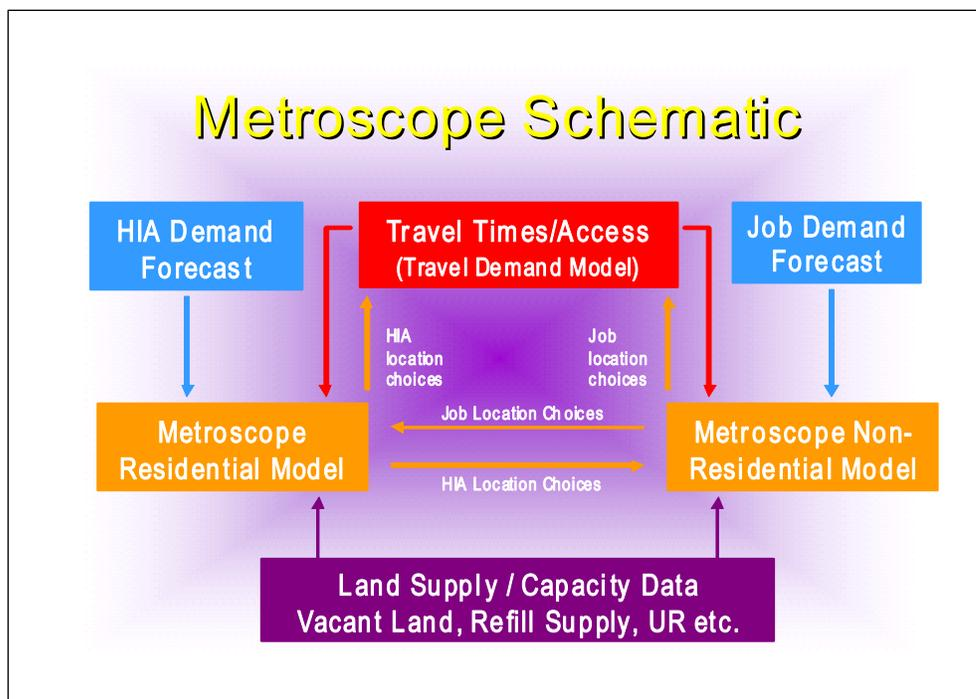 Metroscope Schematic
HIA Demand
Forecast
Travel Times/Access
(Travel Demand Model)
Job Demand
Forecast
HIA
location
choices
Job
location
choices
Job Location Choices
Metroscope
Residential Model
Metroscope Non-
Residential Model
HIA Location Choices
Land Supply / Capacity Data
Vacant Land, Refill Supply, UR etc.